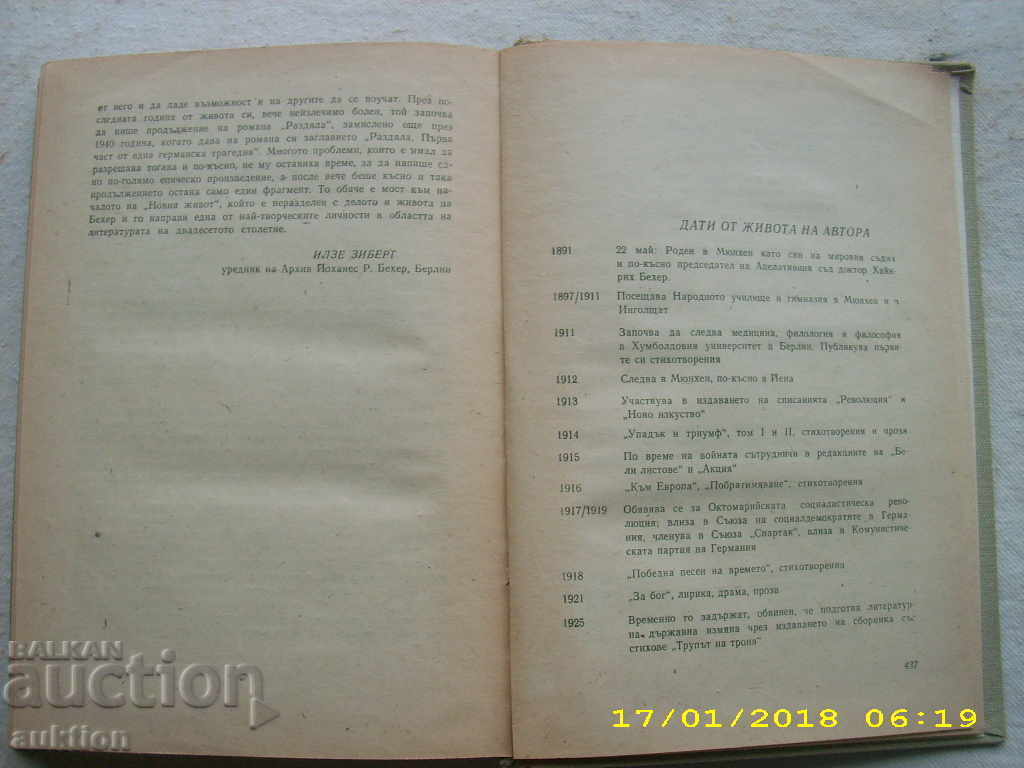 от него и да даде възможност и на другите да се поучат. През по-
следната година от живота си, вече неизлечимо болен, той започва
да пише продължение на романа „Раздяла“, замислено още през
1940 година, когато дава на романа си заглавието „Раздяла, Първа
част от една германска трагедия“. Многото проблеми, които е имал да
разрешава тогава и по-късно, не му оставиха време, за да напише ед-
но по-голямо епическо произведение, а после вече беше късно и така
продължението остана само един фрагмент. То обаче е мост към на-
чалото на „Новия живот“, който е неразделен с делото и живота на
Бехер и го направи една от най-творческите личности в областта на
литературата на двадесетото столетие.
ИЛЗЕ ЗИБЕРТ
уредник на Архив Йоханес Р. Бехер, Берлин
ДАТИ ОТ ЖИВОТА НА АВТОРА
1891 22 май: Роден в Мюнхен като син на мировия съдия
и по-късно председател на Апелативния съд доктор Хайн-
рих Бехер.
1897/1911 Посещава Народното училище и гимназия в Мюнхен и в
Инголщат
1911 Започва да следва медицина, филология и философия
в Хумболдовия университет в Берлин. Публикува първи-
те си стихотворения
1912 Следва в Мюнхен, по-късно в Йена
1913 Участвува в издаването на списанията „Революция“ и
„Ново изкуство“
1914 „Упадък и триумф“, том I и II, стихотворения и проза
1915 По време на войната сътрудничи в редакциите на „Бе-
ли листове“ и „Акция“
1916 „Към Европа“, „Побратимяване“, стихотворения
1917/1919 Обявява се за Октомврийската социалистическа рево-
люция; влиза в Съюза на социалдемократите в Герма-
ния, членува в Съюза „Спартак“, влиза в Комунистиче-
ската партия на Германия
1918 „Победна песен на времето“, стихотворения
1921 „За бог“, лирика, драма, проза
1925 Временно го задържат, обвинен, че подготвя литератур-
на държавна измяна чрез издаването на сборника със
стихове „Трупът на трона“
437
BALKAN
auction
auktion
17/01/2018 06:19